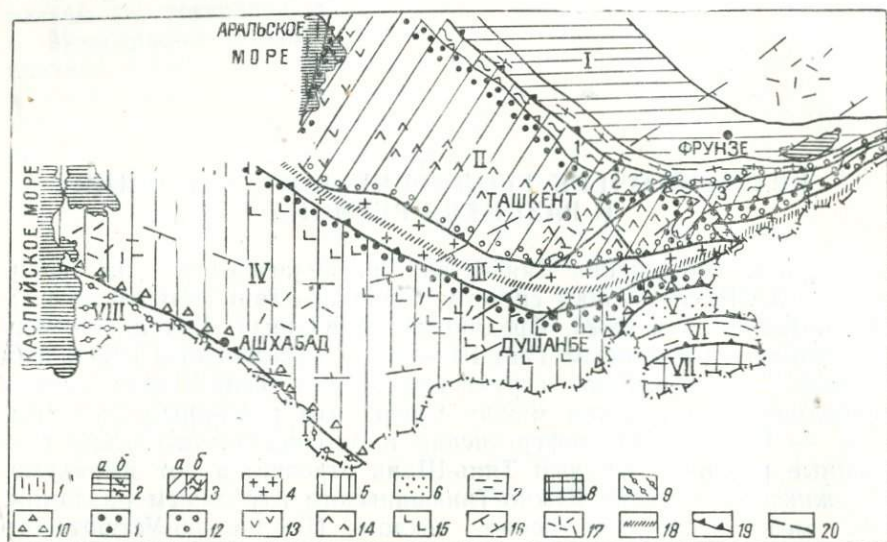 АРАЛЬСКОЕ
МОРЕ
I
ФРУНЗЕ
II
1
2
3
ТАШКЕНТ
КАСПИЙСКОЕ МОРЕ
IV
III
V
VIII
АШХАБАД
ДУШАНБЕ
VI
VII
а б а б
1 2 3 4 5 6 7 8 9
10 1. 12 13 14 15 16 17 18 19 20